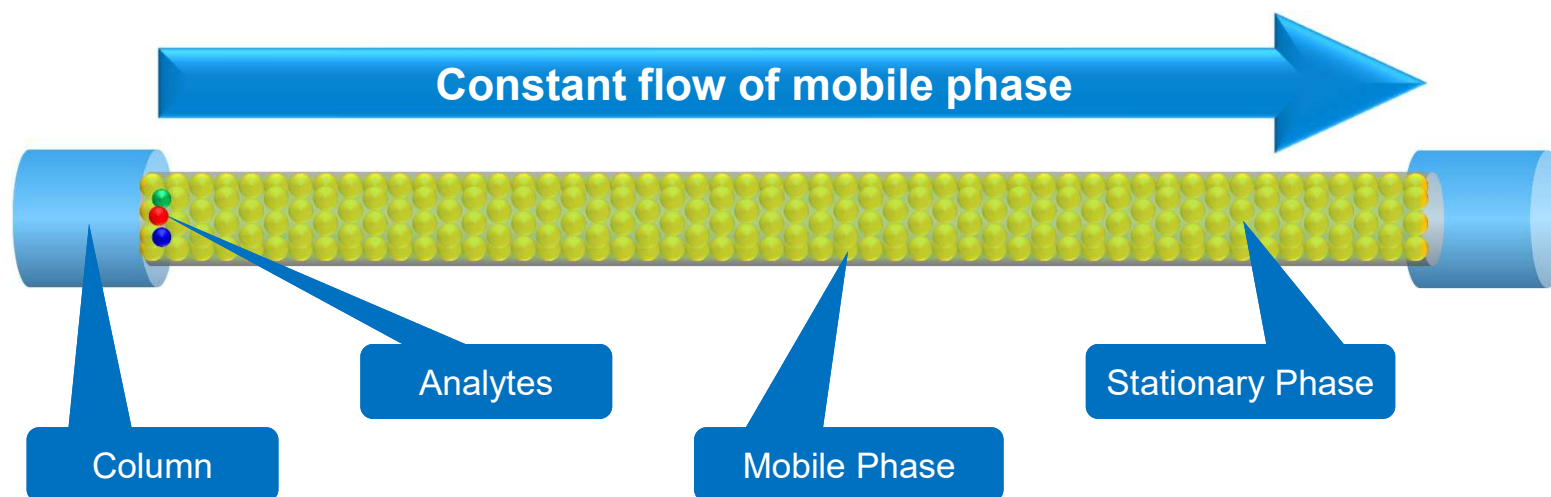 Constant flow of mobile phase
Analytes
Stationary Phase
Column
Mobile Phase